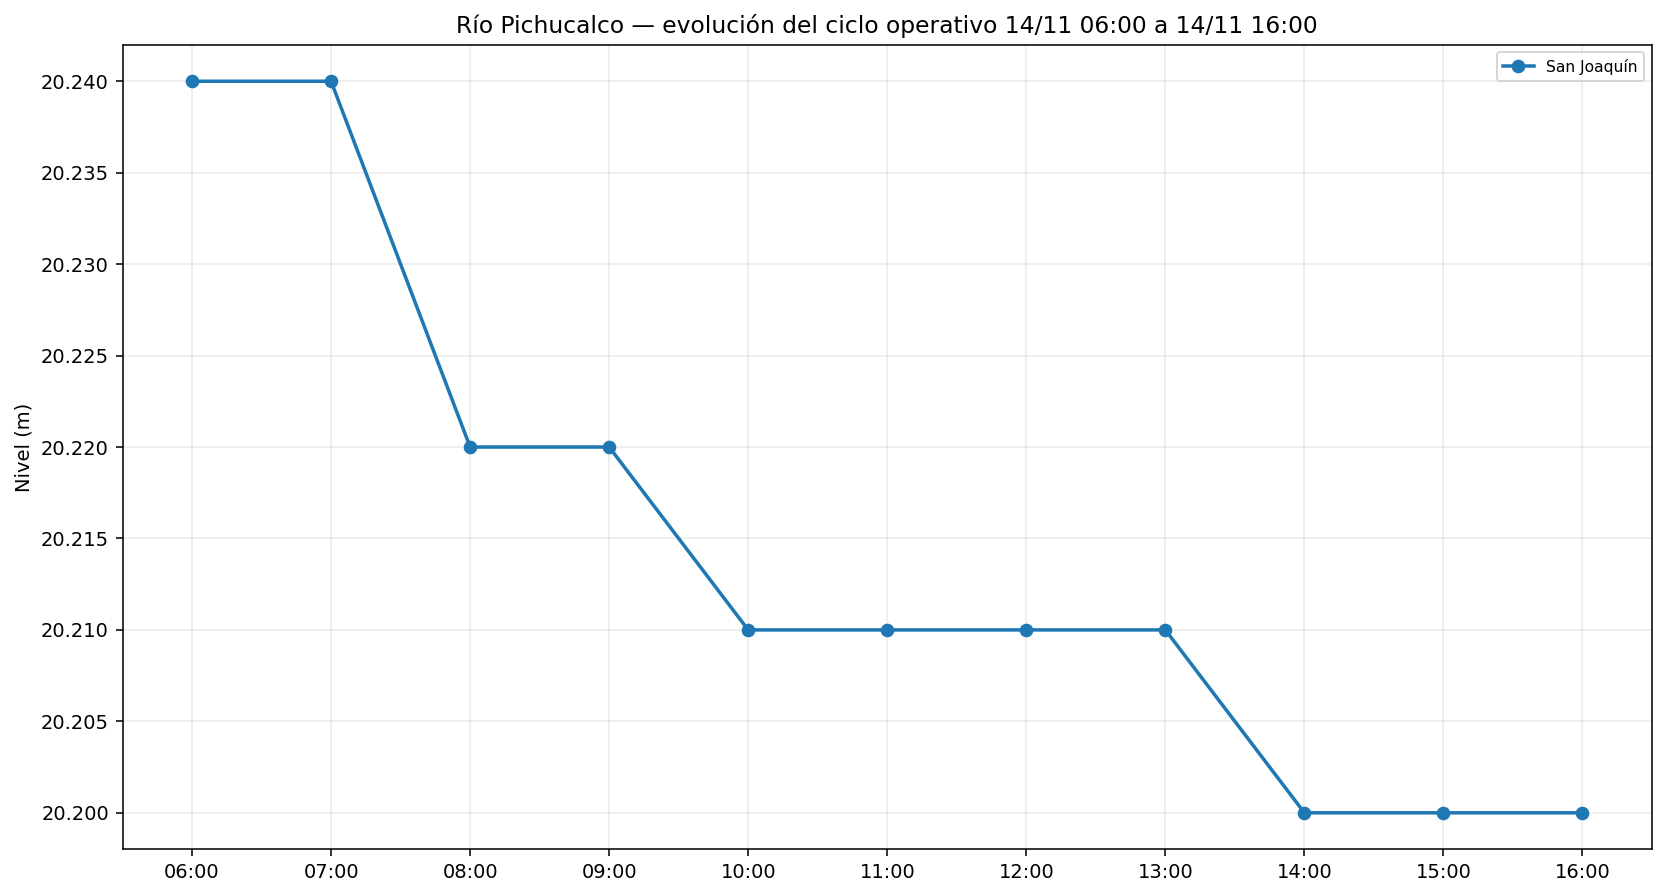 Río Pichucalco — evolución del ciclo operativo 14/11 06:00 a 14/11 16:00
San Joaquín
Nivel (m)
20.240
20.235
20.230
20.225
20.220
20.215
20.210
20.205
20.200
06:00 07:00 08:00 09:00 10:00 11:00 12:00 13:00 14:00 15:00 16:00